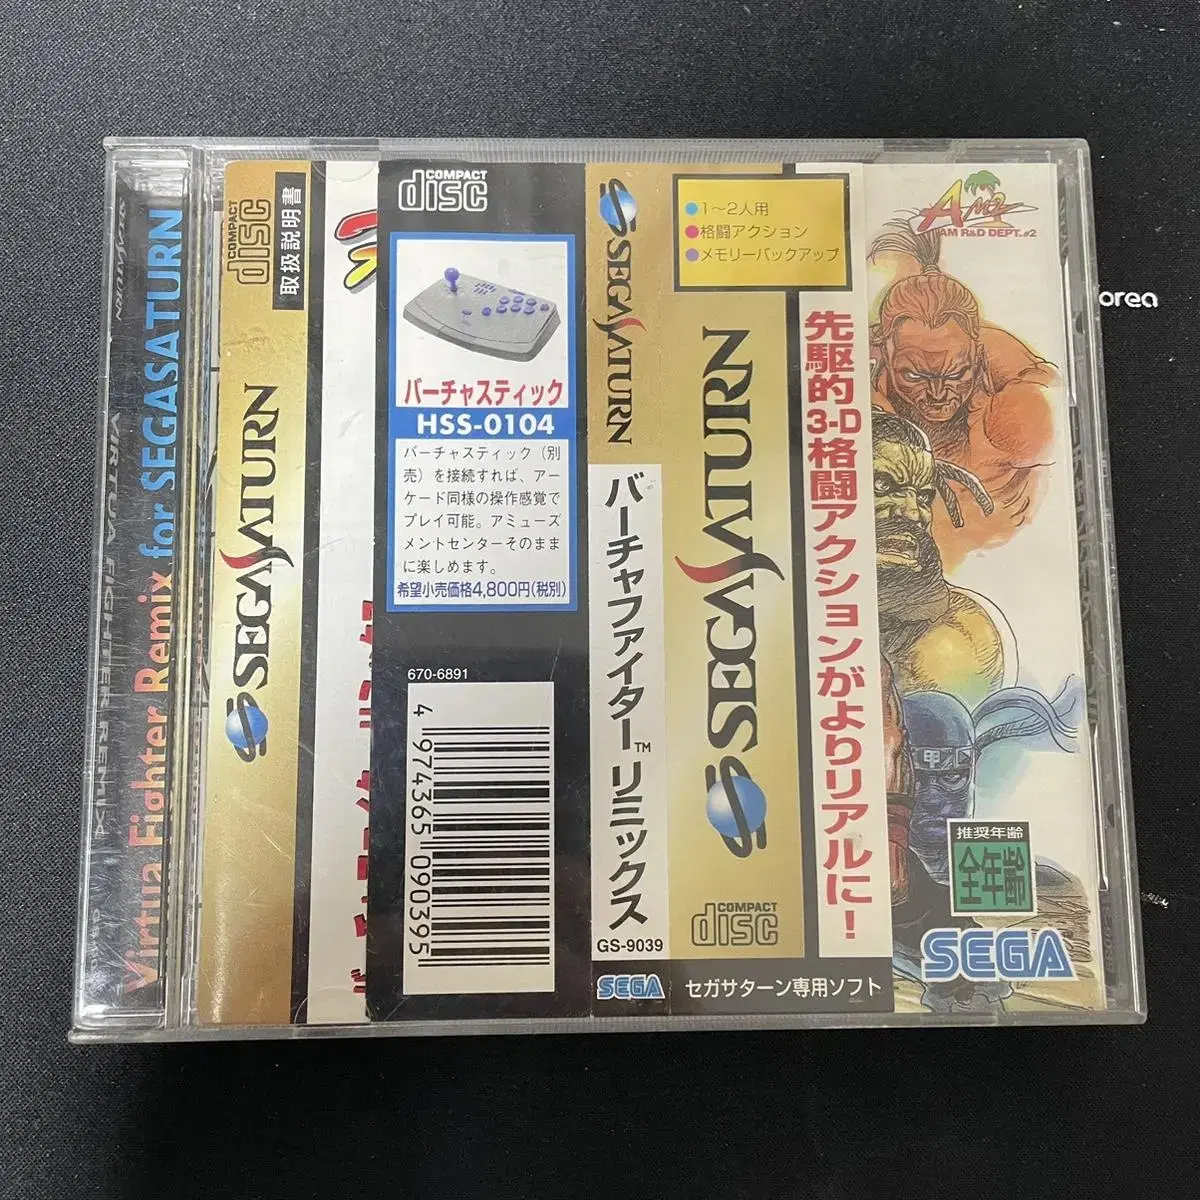 SEGASATURN
Virtua Fighter Remix for SEGASATURN
VIRTUA FIGHTER REMIX
COMPACT
disc
取扱説明書
SEGASATURN
COMPACT
disc
バーチャスティック
HSS-0104
バーチャスティック（別
売）を接続すれば、アー
ケード同様の操作感覚で
プレイ可能。アミューズ
メントセンターそのまま
に楽しめます。
希望小売価格4,800円(税別)
670-6891
4 974365 090395
SEGASATURN
バーチャファイター™リミックス
GS-9039
SEGA
1〜2人用
格闘アクション
メモリーバックアップ
SEGASATURN
COMPACT
disc
セガサターン専用ソフト
先駆的3-D格闘アクションがよりリアルに！
AM2
AM R&D DEPT.#2
甲
推奨年齢
全年齢
SEGA
orea